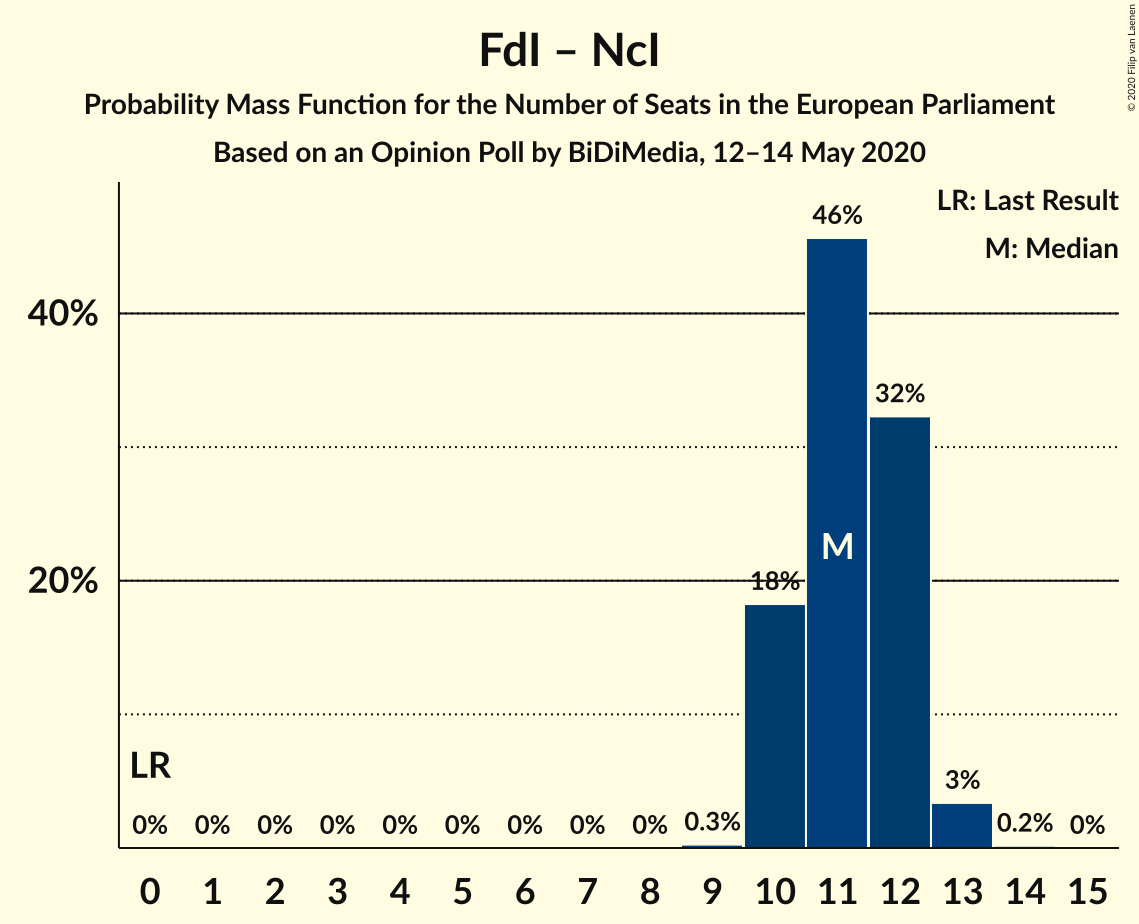 FdI – NcI
Probability Mass Function for the Number of Seats in the European Parliament
Based on an Opinion Poll by BiDiMedia, 12–14 May 2020
© 2020 Filip van Laenen
LR: Last Result
M: Median
46%
40%
32%
M
20%
18%
LR
3%
0% 0% 0% 0% 0% 0% 0% 0% 0% 0.3% 0.2% 0%
0 1 2 3 4 5 6 7 8 9 10 11 12 13 14 15